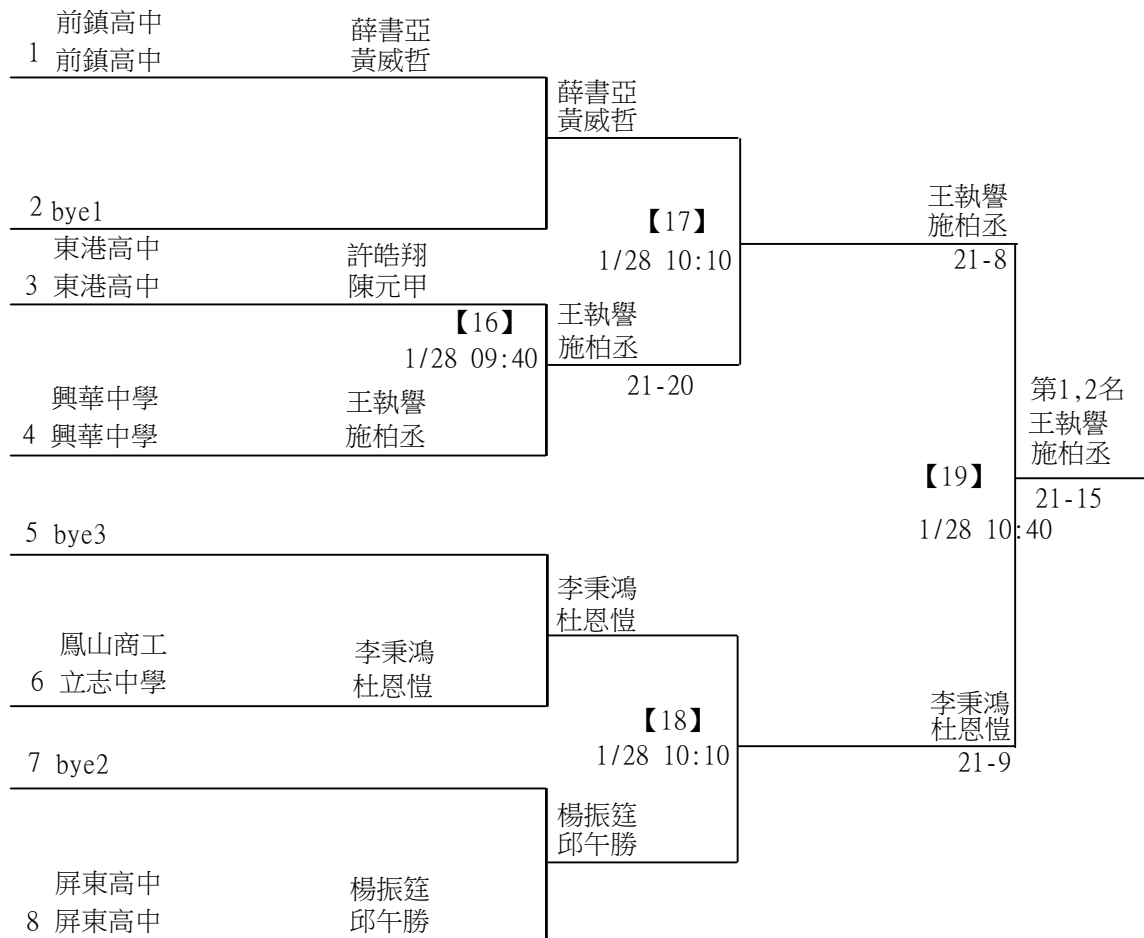 前鎮高中 薛書亞
1 前鎮高中 黃威哲
薛書亞
黃威哲
2 bye1
【17】
1/28 10:10
王執譽
施柏丞
21-8
東港高中 許皓翔
3 東港高中 陳元甲
【16】
1/28 09:40
王執譽
施柏丞
21-20
興華中學 王執譽
4 興華中學 施柏丞
第1,2名
王執譽
施柏丞
21-15
【19】
1/28 10:40
5 bye3
李秉鴻
杜恩愷
鳳山商工 李秉鴻
6 立志中學 杜恩愷
【18】
1/28 10:10
李秉鴻
杜恩愷
21-9
7 bye2
楊振筳
邱午勝
屏東高中 楊振筳
8 屏東高中 邱午勝